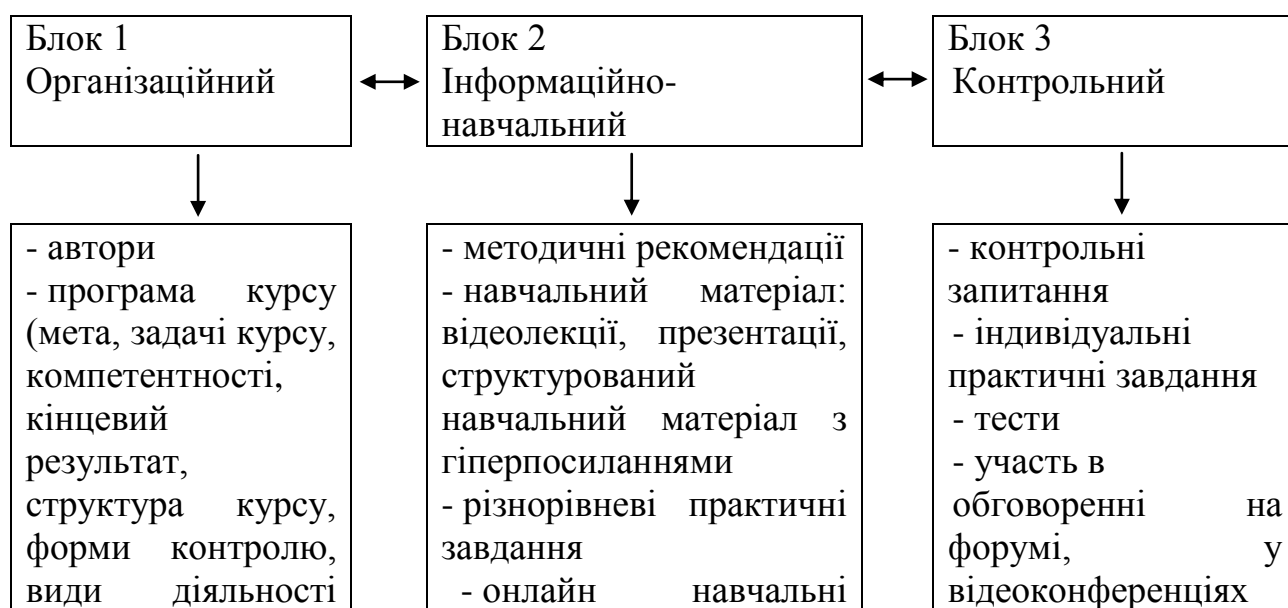 Блок 1
Організаційний
Блок 2
Інформаційно-
навчальний
Блок 3
Контрольний
- автори
- програма курсу
(мета, задачі курсу,
компетентності,
кінцевий
результат,
структура курсу,
форми контролю,
види діяльності
- методичні рекомендації
- навчальний матеріал:
відеолекції, презентації,
структурований
навчальний матеріал з
гіперпосиланнями
- різнорівневі практичні
завдання
- онлайн навчальні
- контрольні
запитання
- індивідуальні
практичні завдання
- тести
- участь в
обговоренні на
форумі, у
відеоконференціях